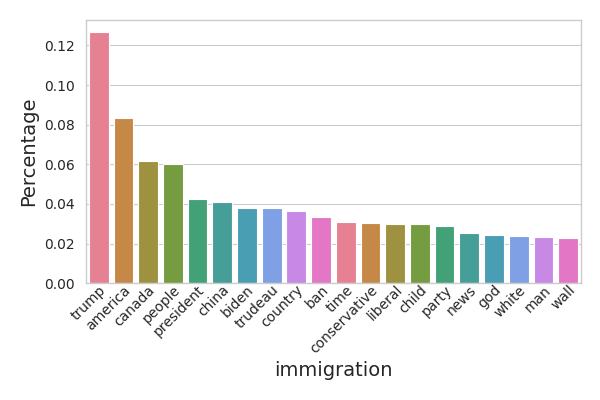 0.12
0.10
0.08
0.06
0.04
0.02
0.00
Percentage
trump
america
canada
people
president
china
biden
trudeau
country
ban
time
conservative
liberal
child
party
news
god
white
man
wall
immigration